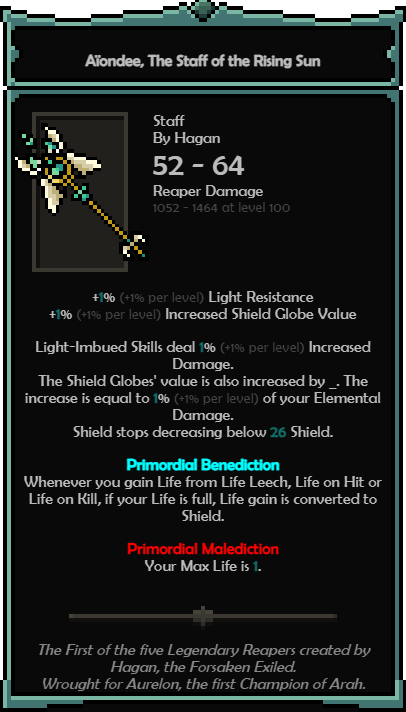 Aïondee, The Staff of the Rising Sun
Staff
By Hagan
52 - 64
Reaper Damage
1052 - 1464 at level 100
+1% (+1% per level) Light Resistance
+1% (+1% per level) Increased Shield Globe Value
Light-Imbued Skills deal 1% (+1% per level) Increased
Damage.
The Shield Globes' value is also increased by _. The
increase is equal to 1% (+1% per level) of your Elemental
Damage.
Shield stops decreasing below 26 Shield.
Primordial Benediction
Whenever you gain Life from Life Leech, Life on Hit or
Life on Kill, if your Life is full, Life gain is converted to
Shield.
Primordial Malediction
Your Max Life is 1.
The First of the five Legendary Reapers created by
Hagan, the Forsaken Exiled.
Wrought for Aurelon, the first Champion of Arah.